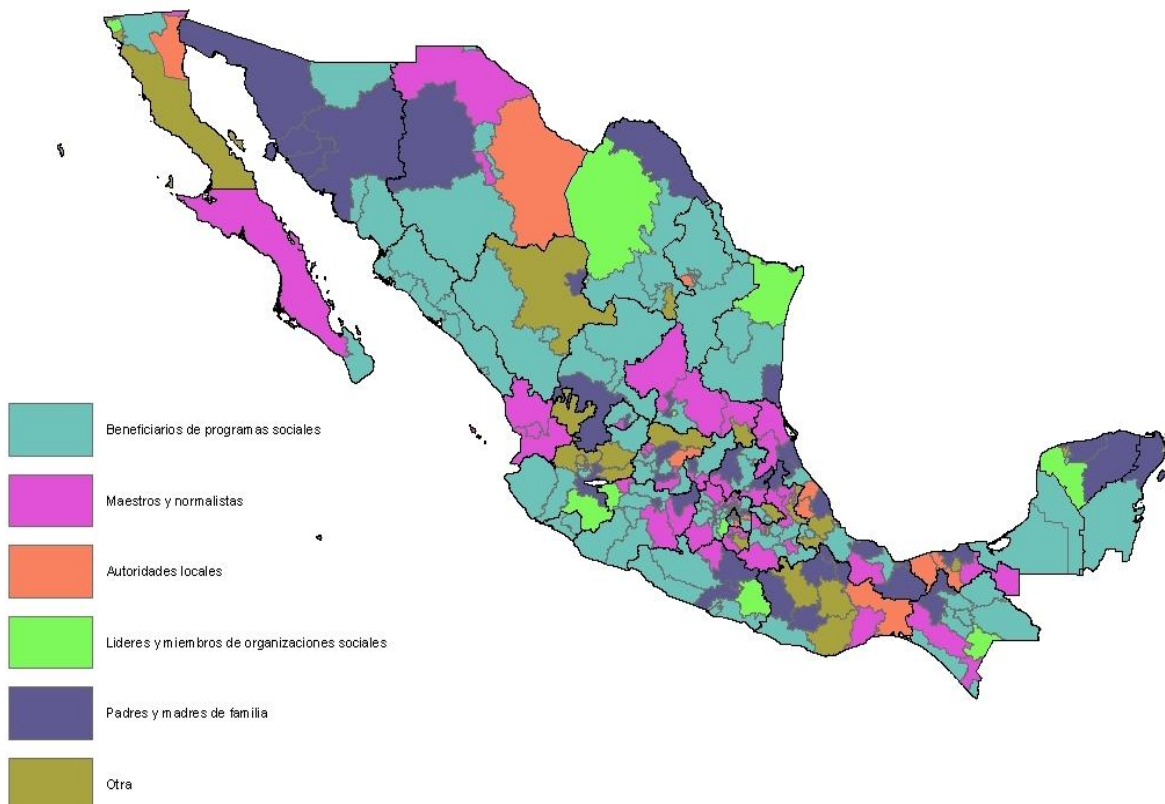 Beneficiarios de programas sociales
Maestros y normalistas
Autoridades locales
Lideres y miembros de organizaciones sociales
Padres y madres de familia
Otra